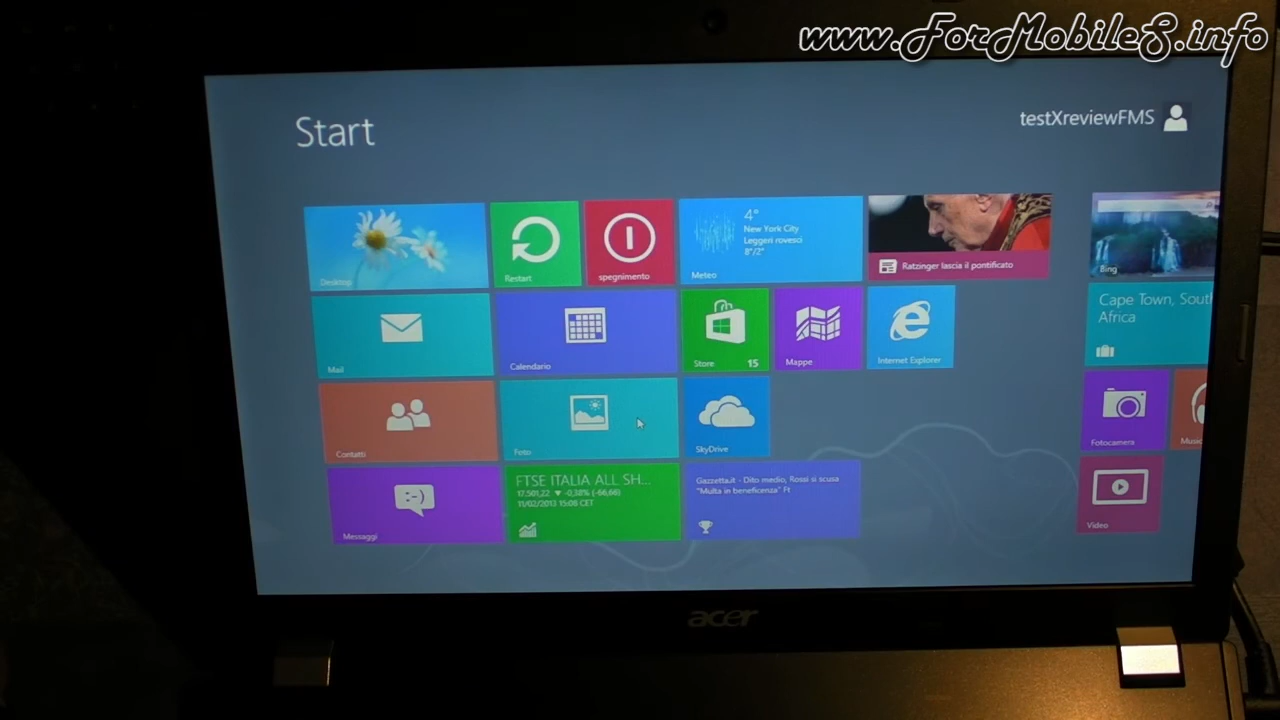 www.ForMobileS.info
Start
testXreviewFMS
Desktop
Restart
spegnimento
4°
New York City
Leggeri rovesci
8°/2°
Meteo
Ratzinger lascia il pontificato
Bing
Mail
Calendario
Store
15
Mappe
Internet Explorer
Cape Town, South
Africa
Contatti
Foto
SkyDrive
Fotocamera
Music
Messaggi
:-)
FTSE ITALIA ALL SH...
17.501,22 ▼ -0,38% (-66,66)
11/02/2013 15:08 CET
Gazzetta.it - Dito medio, Rossi si scusa
"Multa in beneficenza" Ft
Video
acer